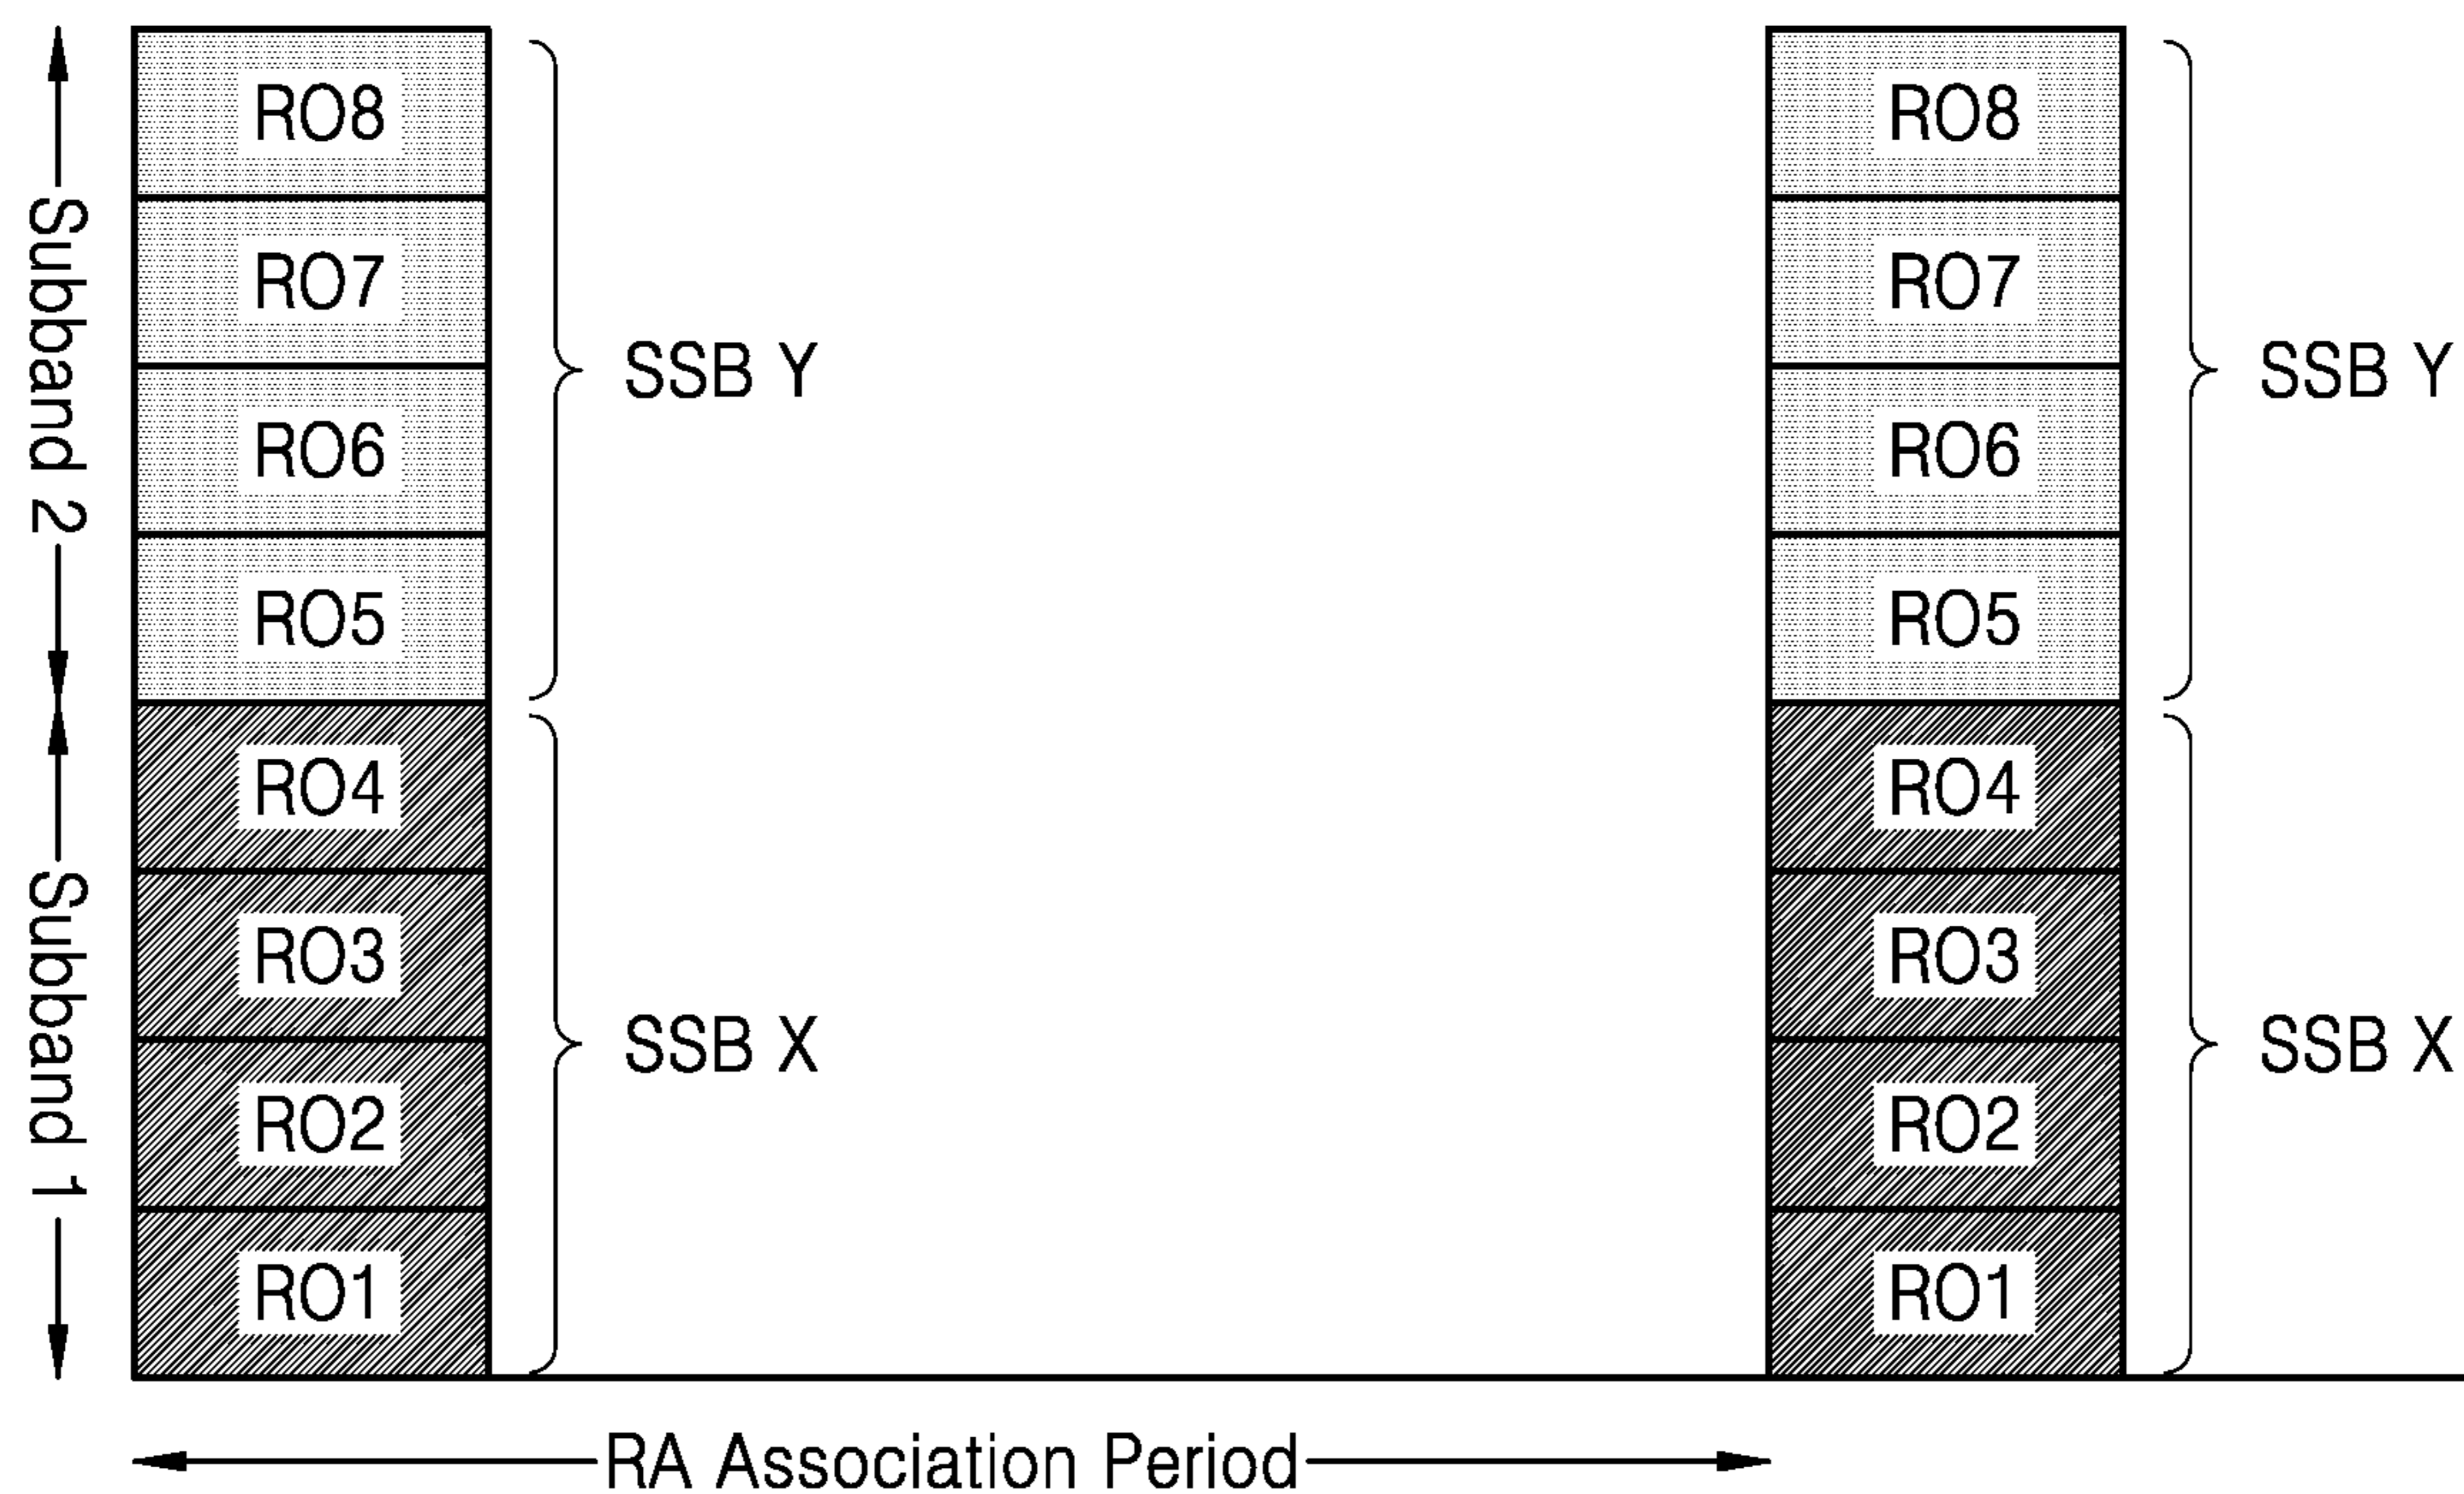 Subband 2
Subband 1
RO8
RO7
RO6
RO5
RO4
RO3
RO2
RO1
SSB Y
SSB X
RO8
RO7
RO6
RO5
RO4
RO3
RO2
RO1
SSB Y
SSB X
RA Association Period